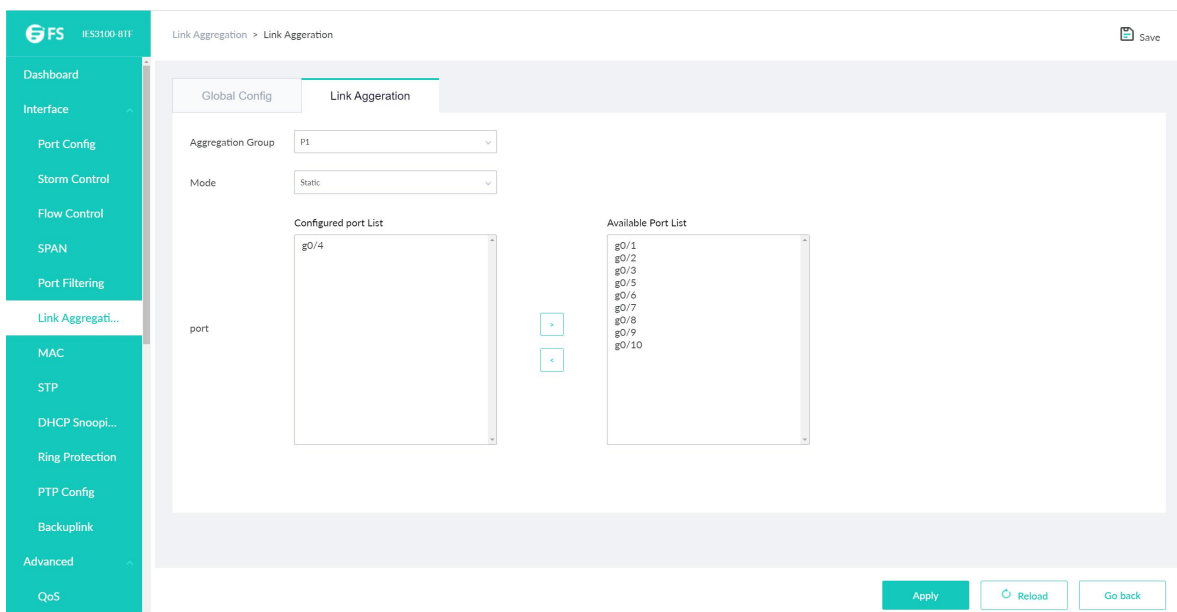 FS IES3100-8TF
Link Aggregation > Link Aggeration
Save
Dashboard
Interface
Port Config
Storm Control
Flow Control
SPAN
Port Filtering
Link Aggregati...
MAC
STP
DHCP Snoopi...
Ring Protection
PTP Config
Backuplink
Advanced
QoS
Global Config
Link Aggeration
Aggregation Group
P1
Mode
Static
port
Configured port List
g0/4
>
<
Available Port List
g0/1
g0/2
g0/3
g0/5
g0/6
g0/7
g0/8
g0/9
g0/10
Apply
Reload
Go back